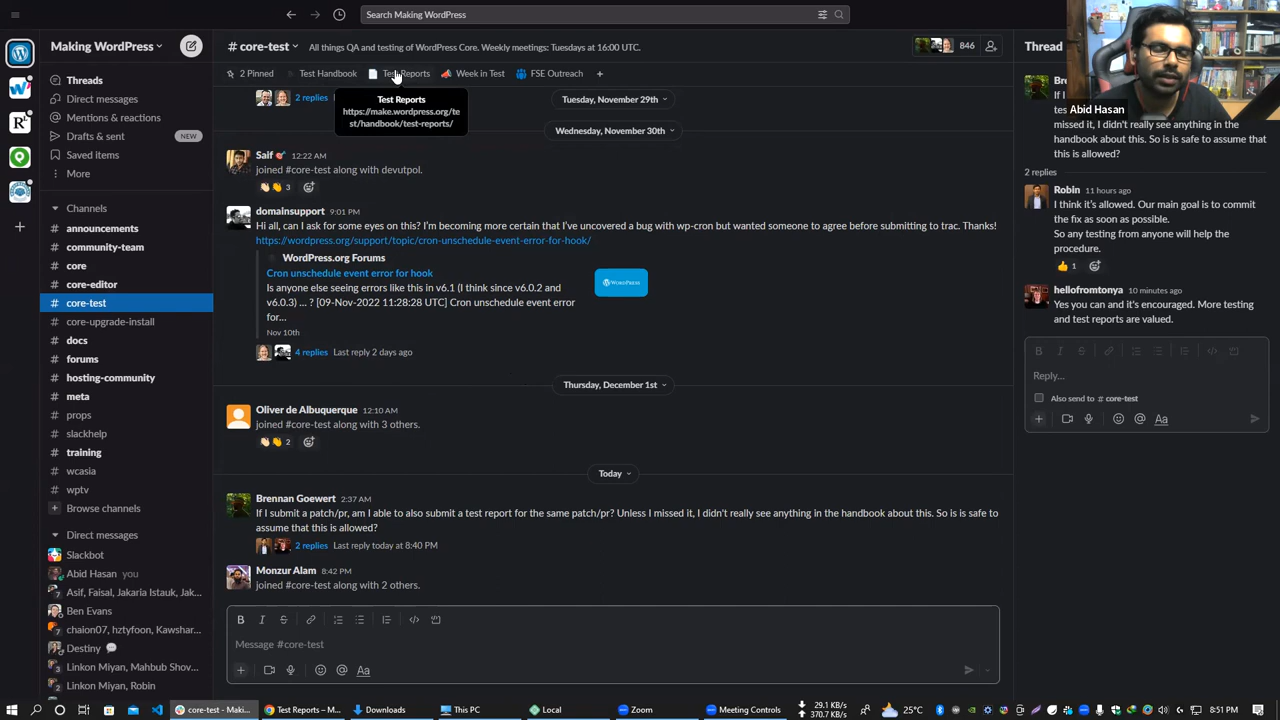 Search Making WordPress
Making WordPress
# core-test
All things QA and testing of WordPress Core. Weekly meetings: Tuesdays at 16:00 UTC.
846
Thread
2 Pinned
Test Handbook
Test Reports
Week in Test
FSE Outreach
Test Reports
https://make.wordpress.org/te
st/handbook/test-reports/
Threads
Direct messages
Mentions & reactions
Drafts & sent
NEW
Saved items
More
Channels
# announcements
# community-team
# core
# core-editor
# core-test
# core-upgrade-install
# docs
# forums
# hosting-community
# meta
# props
# slackhelp
# training
# wcasia
# wptv
Browse channels
Direct messages
Slackbot
Abid Hasan you
7 Asif, Faisal, Jakaria Istauk, Jak...
Ben Evans
7 chaion07, hztyfoon, Kawshar...
Destiny
3 Linkon Miyan, Mahbub Shov...
2 Linkon Miyan, Robin
2 replies
Tuesday, November 29th
Wednesday, November 30th
Saif 12:22 AM
joined #core-test along with devutpol.
3
domainsupport 9:01 PM
Hi all, can I ask for some eyes on this? I'm becoming more certain that I've uncovered a bug with wp-cron but wanted someone to agree before submitting to trac. Thanks!
https://wordpress.org/support/topic/cron-unschedule-event-error-for-hook/
WordPress.org Forums
Cron unschedule event error for hook
Is anyone else seeing errors like this in v6.1 (I think since v6.0.2 and
v6.0.3) ... ? [09-Nov-2022 11:28:28 UTC] Cron unschedule event error
for...
Nov 10th
WORDPRESS
4 replies Last reply 2 days ago
Thursday, December 1st
Oliver de Albuquerque 12:10 AM
joined #core-test along with 3 others.
2
Today
Brennan Goewert 2:37 AM
If I submit a patch/pr, am I able to also submit a test report for the same patch/pr? Unless I missed it, I didn't really see anything in the handbook about this. So is is safe to
assume that this is allowed?
2 replies Last reply today at 8:40 PM
Monzur Alam 8:42 PM
joined #core-test along with 2 others.
Message #core-test
Abid Hasan
missed it, I didn't really see anything in the
handbook about this. So is is safe to assume that
this is allowed?
2 replies
Robin 11 hours ago
I think it's allowed. Our main goal is to commit
the fix as soon as possible.
So any testing from anyone will help the
procedure.
1
hellofromtonya 10 minutes ago
Yes you can and it's encouraged. More testing
and test reports are valued.
Reply...
Also send to # core-test
core-test - Maki...
Test Reports – M...
Downloads
This PC
Local
Zoom
Meeting Controls
29.1 KB/s
370.7 KB/s
25°C
8:51 PM